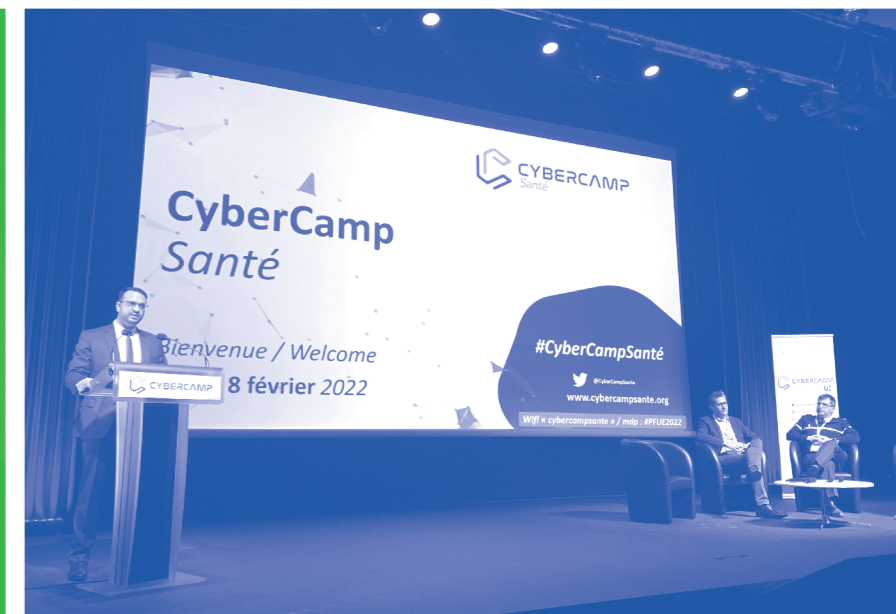 CYBERCAMP
Santé
CyberCamp
Santé
Bienvenue / Welcome
8 février 2022
#CyberCampSanté
@CyberCampSante
www.cybercampsante.org
Wifi « cybercampsante » / mdp : #PFUE2022
CYBERCAMP
CYBERCAMP